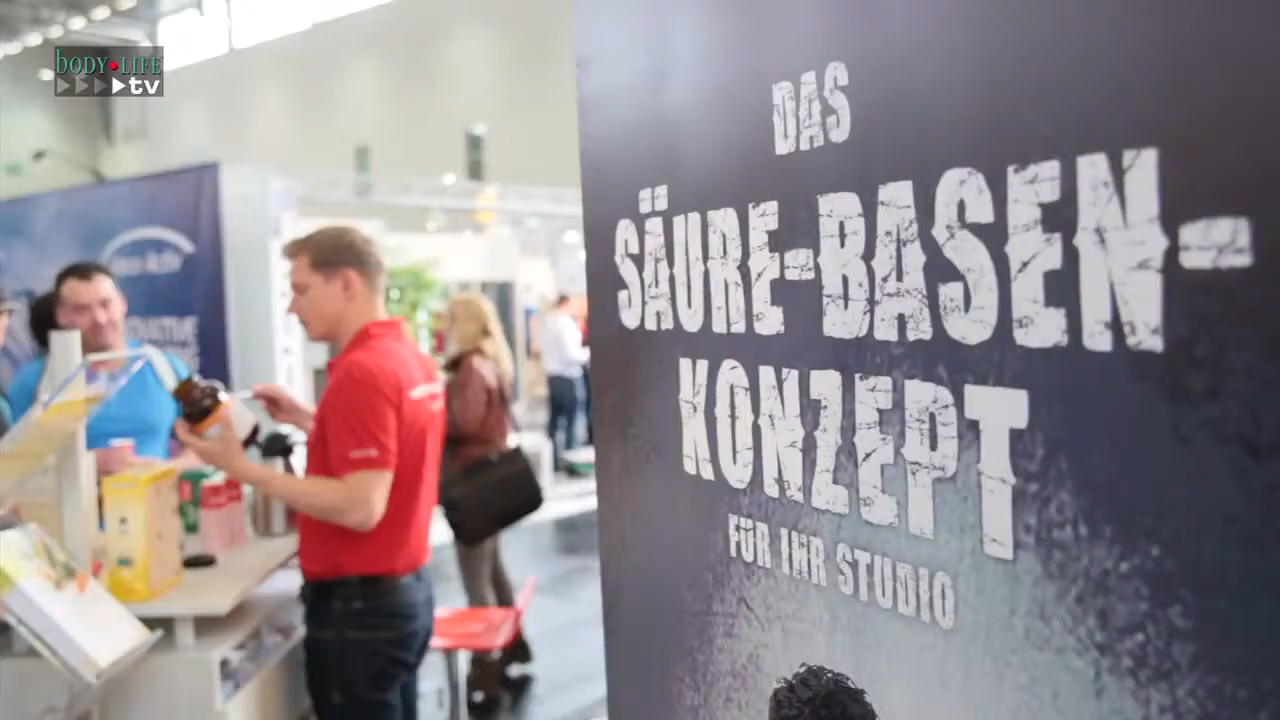 BODY•LIFE
tv
DAS
SÄURE-BASEN-
KONZEPT
FÜR IHR STUDIO